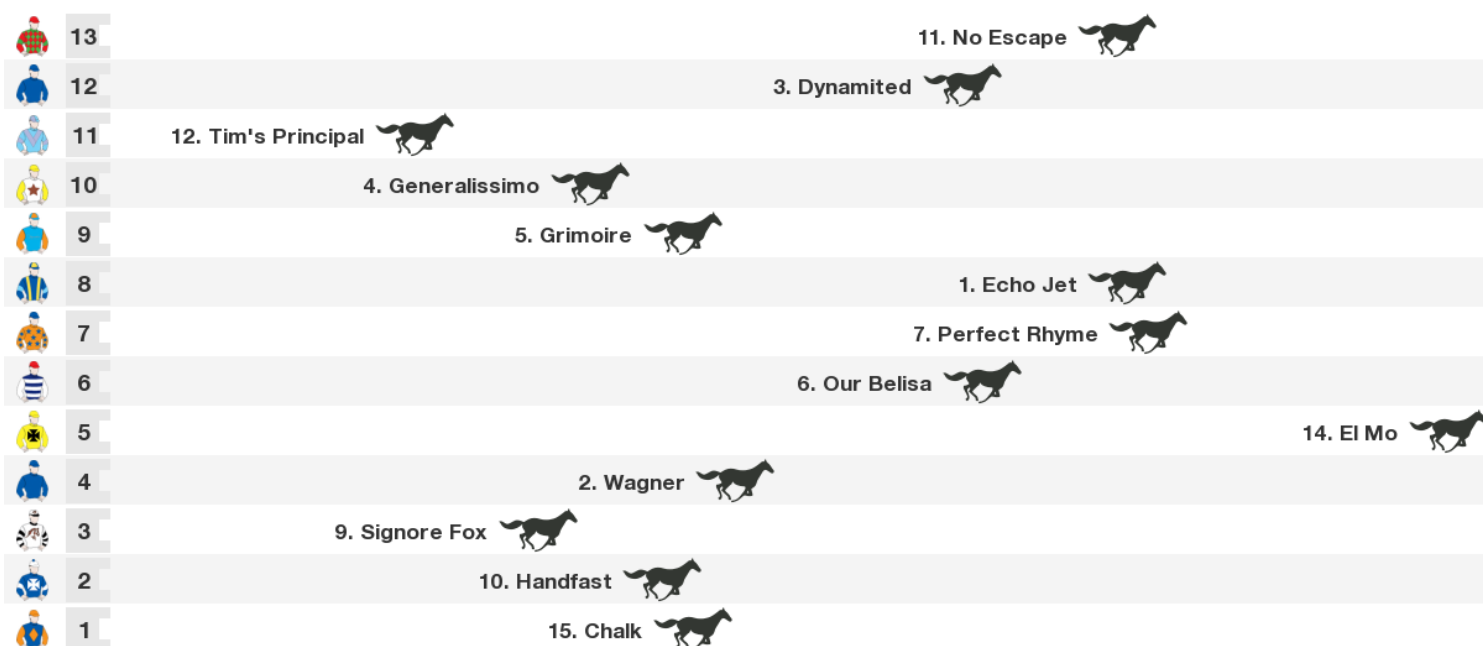 13 11. No Escape
12 3. Dynamited
11 12. Tim's Principal
10 4. Generalissimo
9 5. Grimoire
8 1. Echo Jet
7 7. Perfect Rhyme
6 6. Our Belisa
5 14. El Mo
4 2. Wagner
3 9. Signore Fox
2 10. Handfast
1 15. Chalk